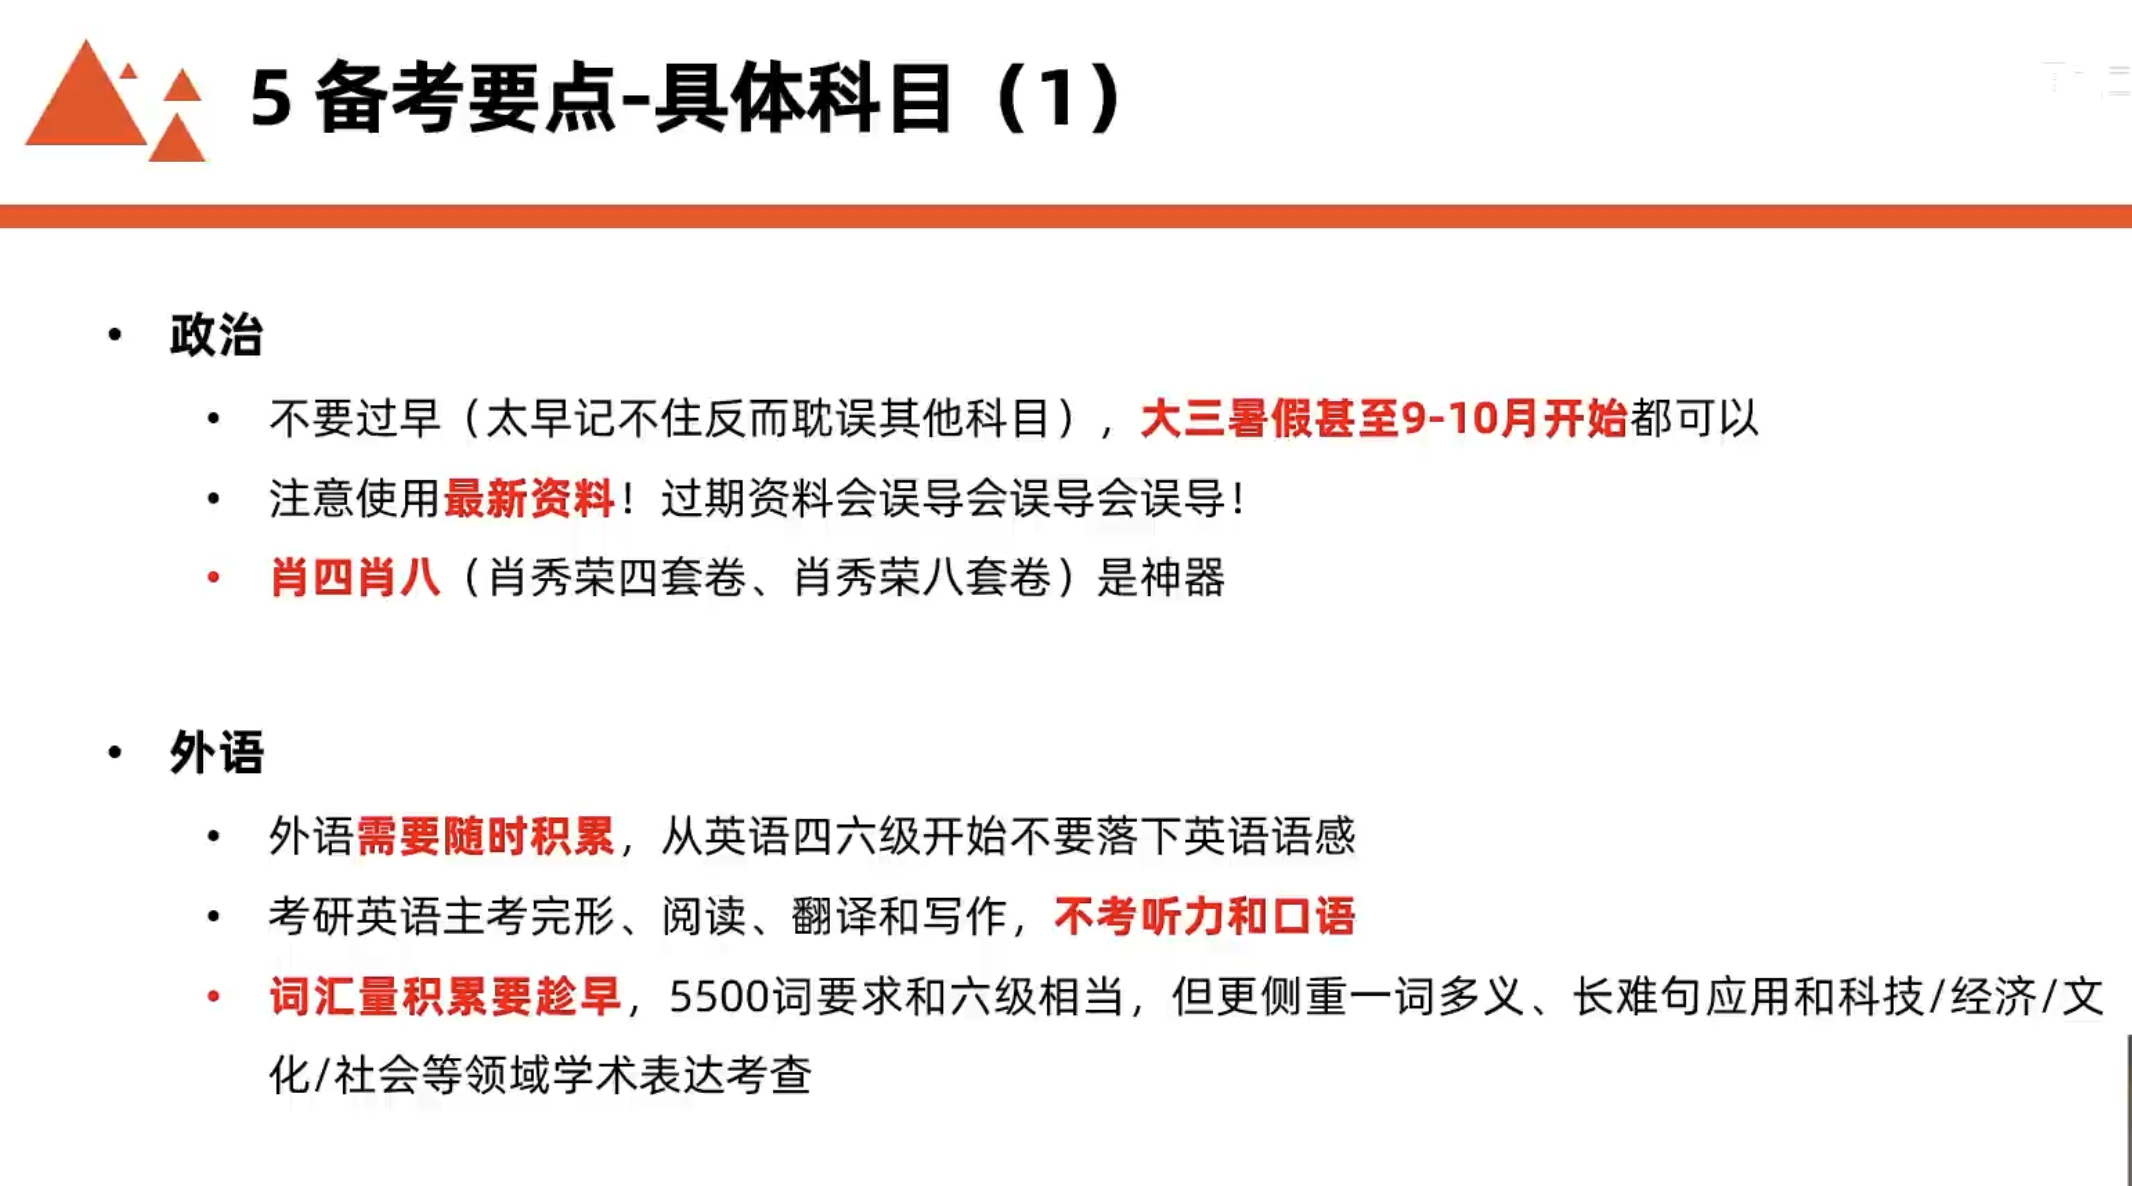 5 备考要点-具体科目（1）
• 政治
• 不要过早（太早记不住反而耽误其他科目），大三暑假甚至9-10月开始都可以
• 注意使用最新资料！过期资料会误导会误导会误导！
• 肖四肖八（肖秀荣四套卷、肖秀荣八套卷）是神器
• 外语
• 外语需要随时积累，从英语四六级开始不要落下英语语感
• 考研英语主考完形、阅读、翻译和写作，不考听力和口语
• 词汇量积累要趁早，5500词要求和六级相当，但更侧重一词多义、长难句应用和科技/经济/文
化/社会等领域学术表达考查